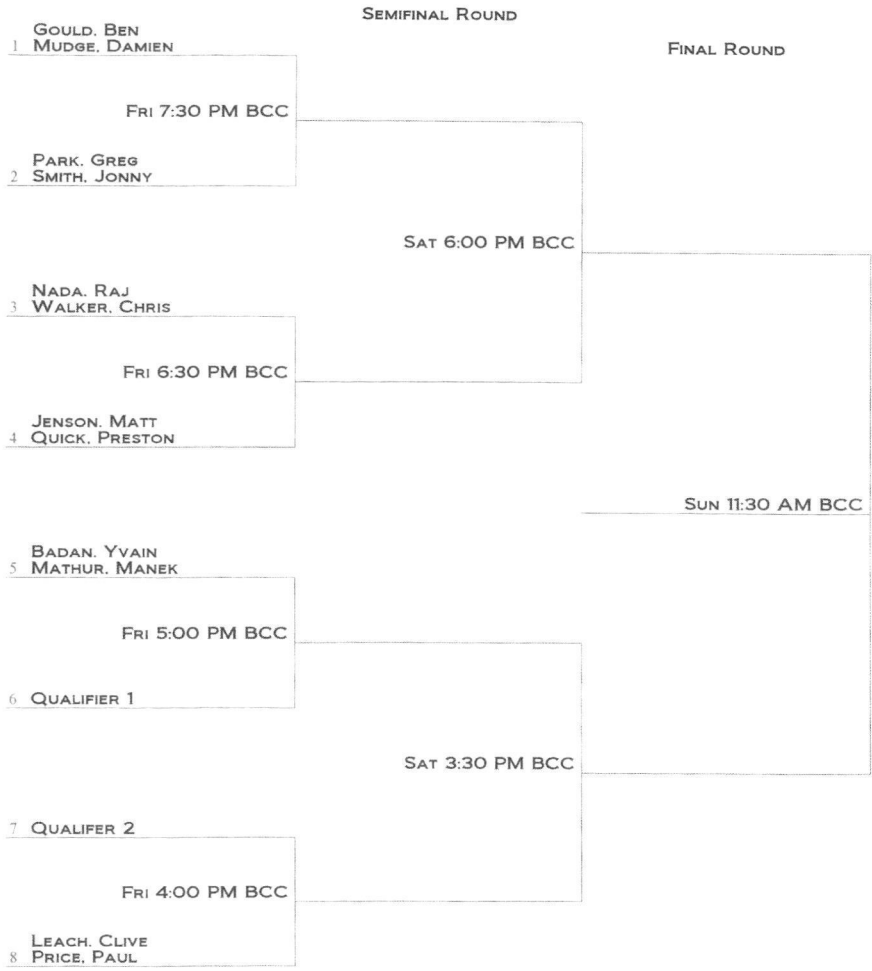 Semifinal Round
Final Round
Gould, Ben
1 Mudge, Damien
Fri 7:30 PM BCC
Park, Greg
2 Smith, Jonny
Sat 6:00 PM BCC
Nada, Raj
3 Walker, Chris
Fri 6:30 PM BCC
Jenson, Matt
4 Quick, Preston
Sun 11:30 AM BCC
Badan, Yvain
5 Mathur, Manek
Fri 5:00 PM BCC
6 Qualifier 1
Sat 3:30 PM BCC
7 Qualifer 2
Fri 4:00 PM BCC
Leach, Clive
8 Price, Paul